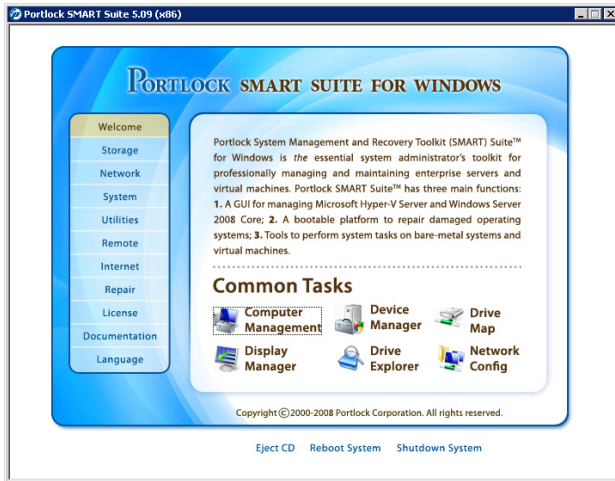 Portlock SMART Suite 5.09 (x86)
PORTLOCK SMART SUITE FOR WINDOWS
Welcome
Storage
Network
System
Utilities
Remote
Internet
Repair
License
Documentation
Language
Portlock System Management and Recovery Toolkit (SMART) Suite™
for Windows is the essential system administrator's toolkit for
professionally managing and maintaining enterprise servers and
virtual machines. Portlock SMART Suite™ has three main functions:
1. A GUI for managing Microsoft Hyper-V Server and Windows Server
2008 Core; 2. A bootable platform to repair damaged operating
systems; 3. Tools to perform system tasks on bare-metal systems and
virtual machines.
Common Tasks
Computer
Management
Device
Manager
Drive
Map
Display
Manager
Drive
Explorer
Network
Config
Copyright ©2000-2008 Portlock Corporation. All rights reserved.
Eject CD Reboot System Shutdown System